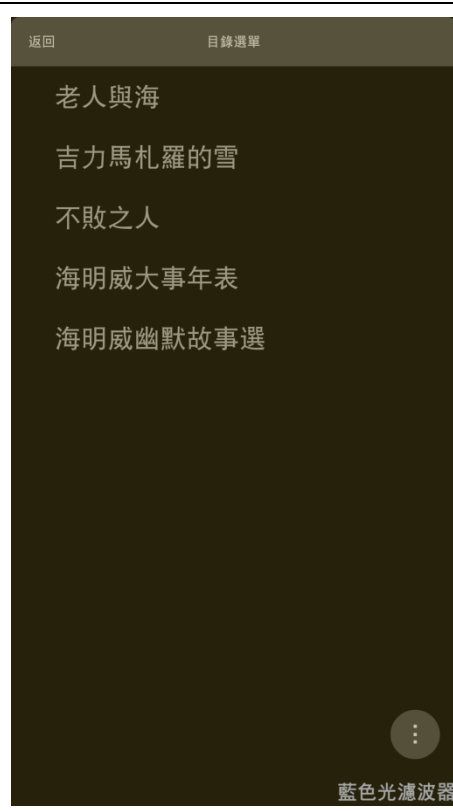 返回 目錄選單
老人與海
吉力馬札羅的雪
不敗之人
海明威大事年表
海明威幽默故事選
藍色光濾波器